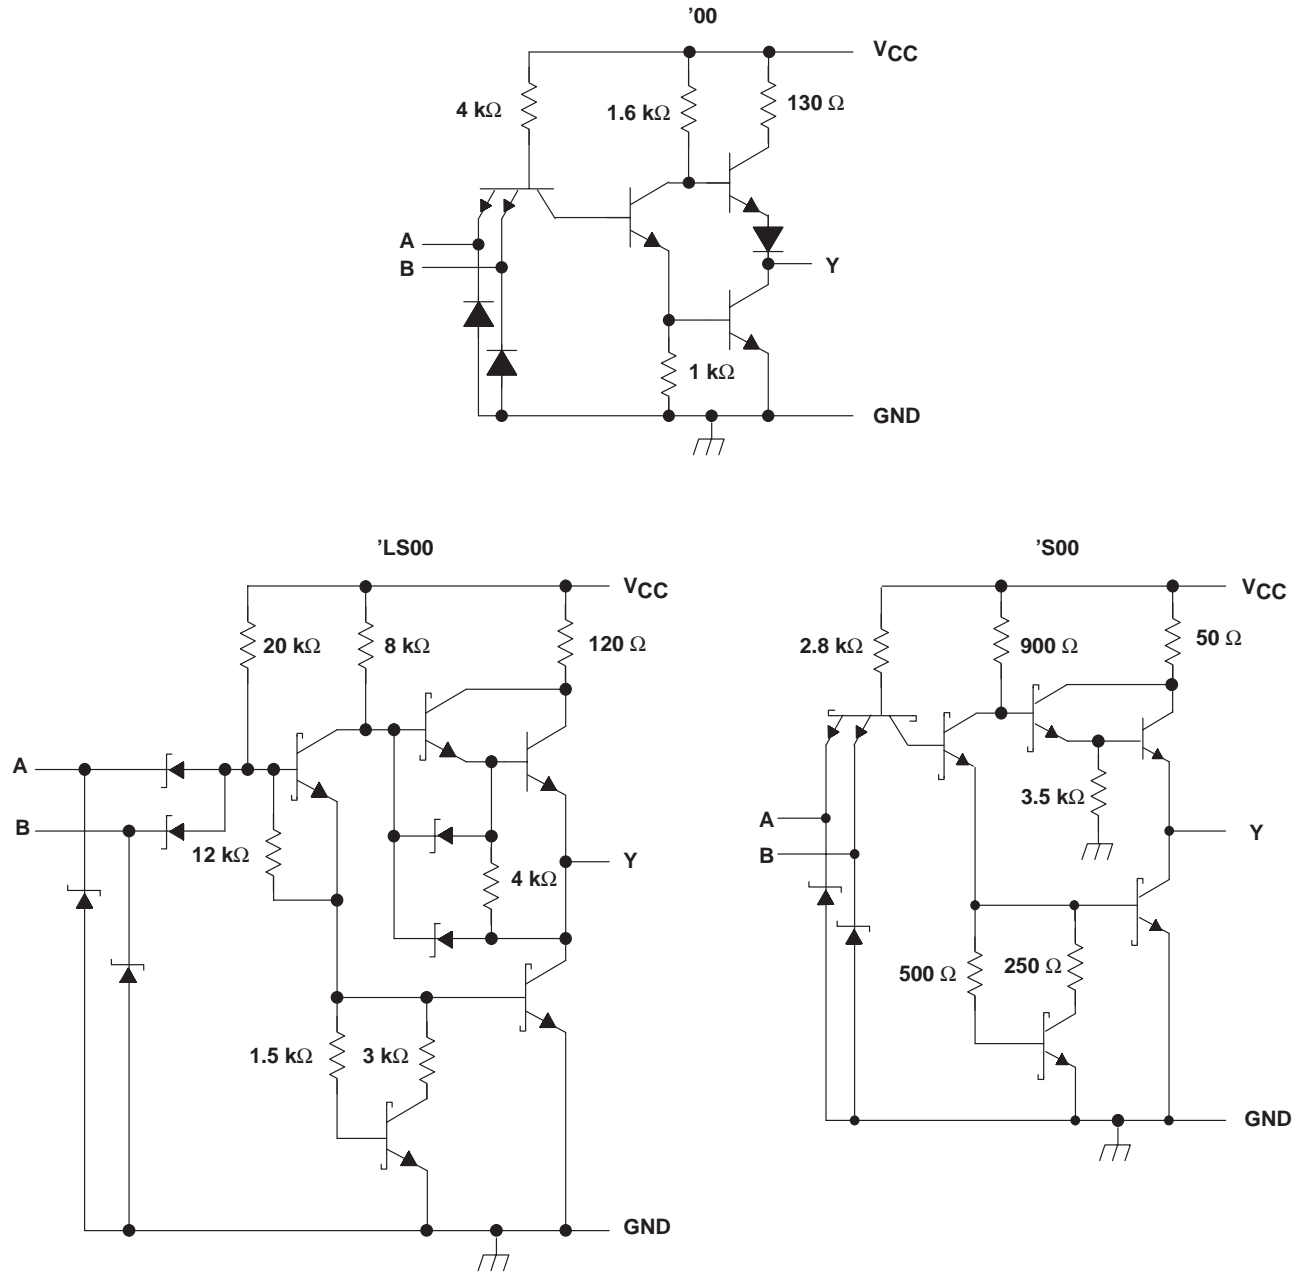 ’00
VCC
4 kΩ
1.6 kΩ
130 Ω
A
B
Y
1 kΩ
GND
’LS00
VCC
20 kΩ
8 kΩ
120 Ω
A
B
12 kΩ
Y
4 kΩ
1.5 kΩ
3 kΩ
GND
’S00
VCC
2.8 kΩ
900 Ω
50 Ω
3.5 kΩ
A
B
Y
500 Ω
250 Ω
GND